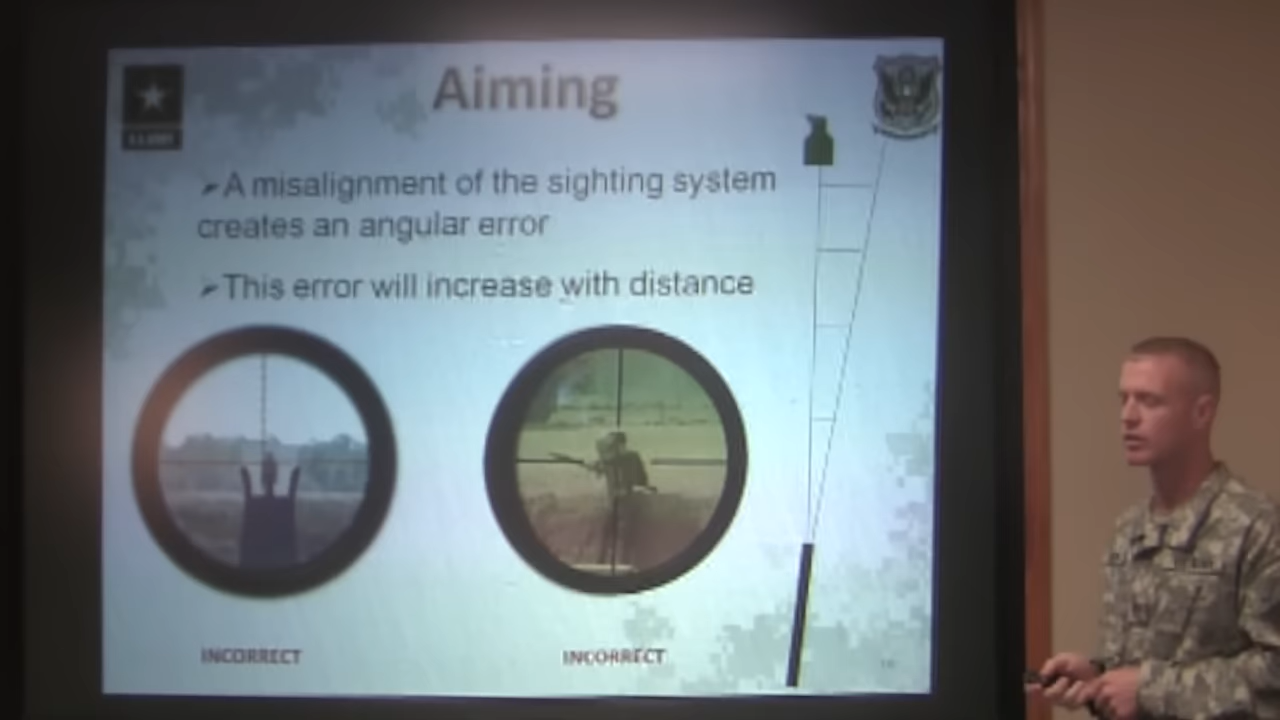 Aiming
➢A misalignment of the sighting system
creates an angular error
➢This error will increase with distance
INCORRECT
INCORRECT